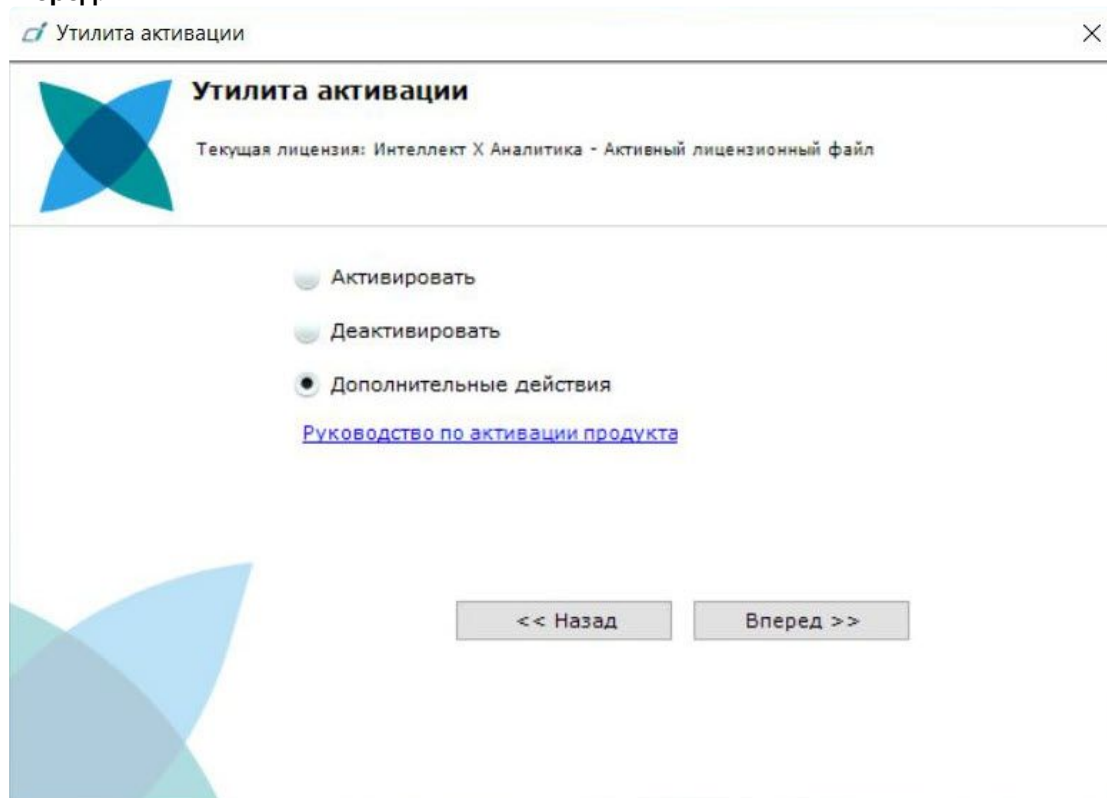 Утилита активации
Утилита активации
Текущая лицензия: Интеллект X Аналитика - Активный лицензионный файл
Активировать
Деактивировать
Дополнительные действия
Руководство по активации продукта
<< Назад
Вперед >>